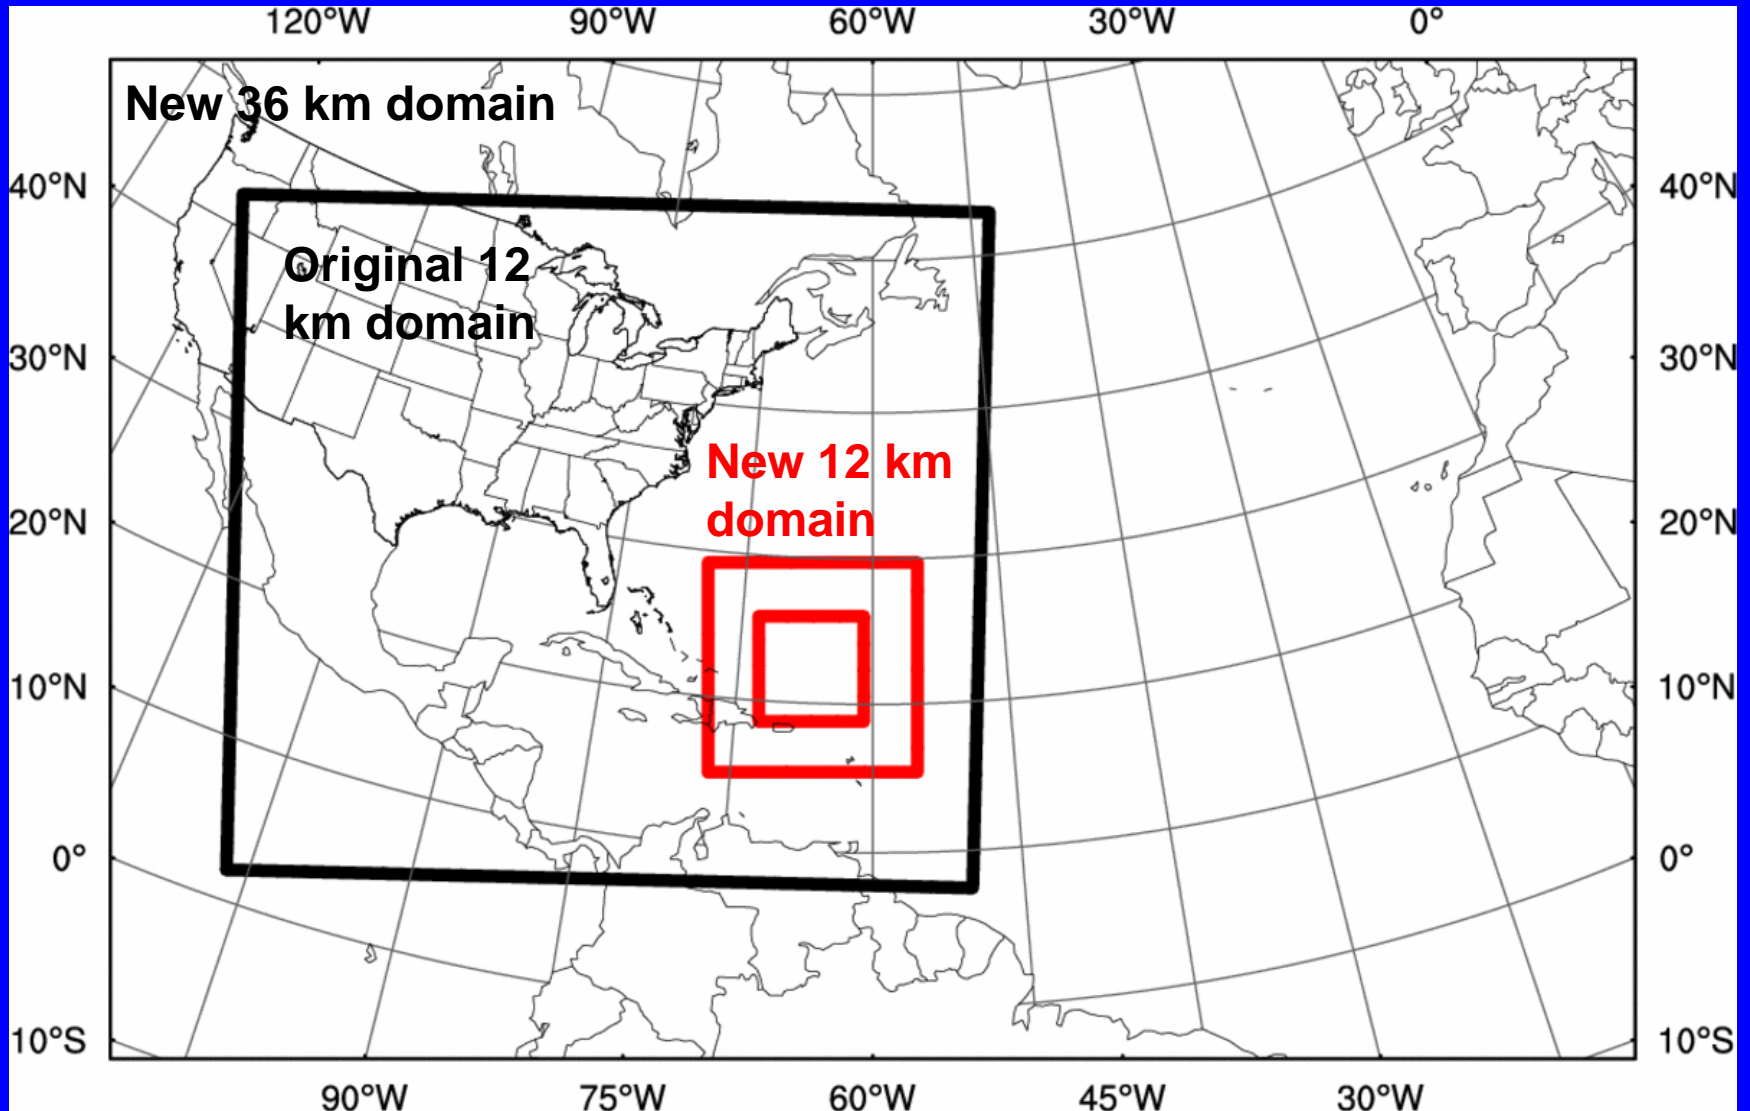 120°W 90°W 60°W 30°W 0°
New 36 km domain
40°N 40°N
Original 12
km domain
30°N 30°N
New 12 km
domain
20°N 20°N
10°N 10°N
0° 0°
10°S 10°S
90°W 75°W 60°W 45°W 30°W